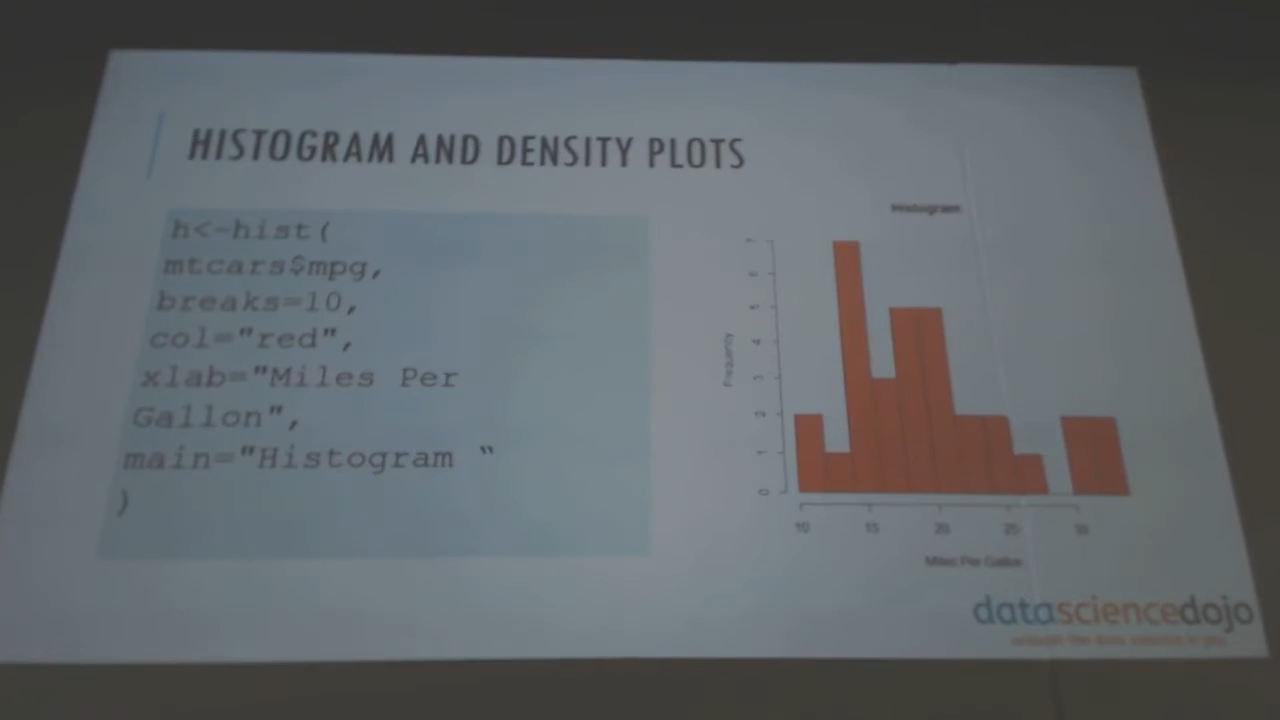 HISTOGRAM AND DENSITY PLOTS
h<-hist(
mtcars$mpg,
breaks=10,
col="red",
xlab="Miles Per
Gallon",
main="Histogram “
)
Histogram
Frequency
7
6
5
4
3
2
1
0
10 15 20 25 30
Miles Per Gallon
datasciencedojo